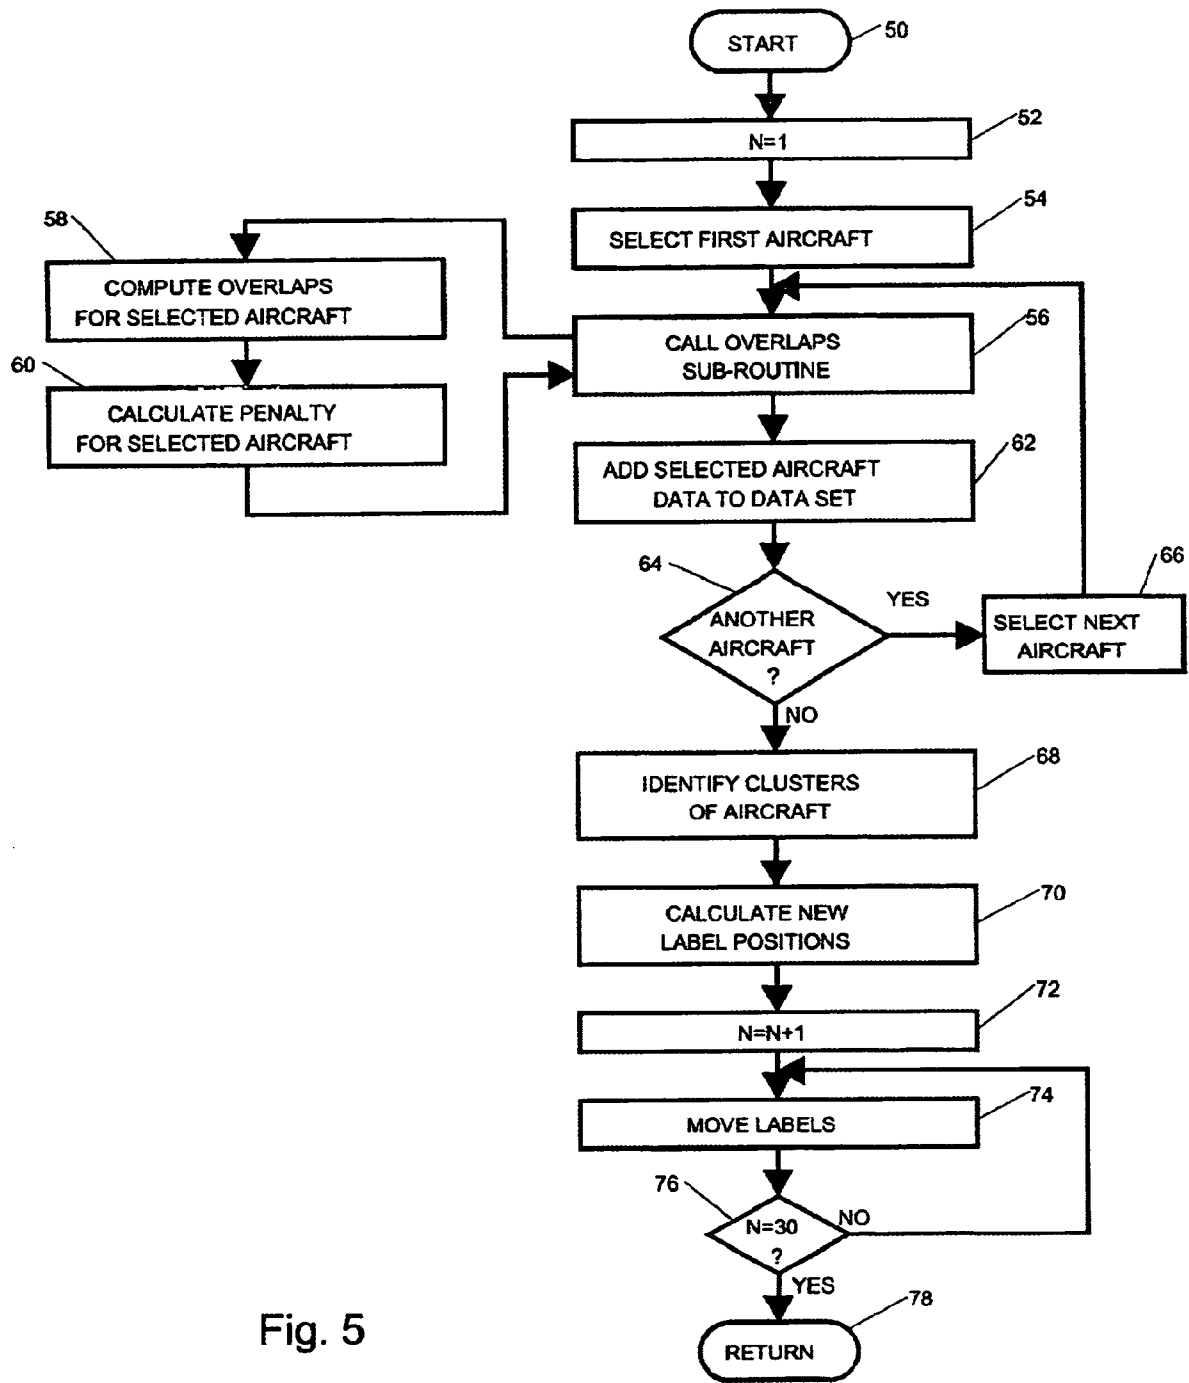 START
50
N=1
52
SELECT FIRST AIRCRAFT
54
58
COMPUTE OVERLAPS
FOR SELECTED AIRCRAFT
CALL OVERLAPS
SUB-ROUTINE
56
60
CALCULATE PENALTY
FOR SELECTED AIRCRAFT
ADD SELECTED AIRCRAFT
DATA TO DATA SET
62
64
ANOTHER
AIRCRAFT
?
YES
66
SELECT NEXT
AIRCRAFT
NO
IDENTIFY CLUSTERS
OF AIRCRAFT
68
CALCULATE NEW
LABEL POSITIONS
70
N=N+1
72
MOVE LABELS
74
76
N=30
?
NO
YES
RETURN
78
Fig. 5